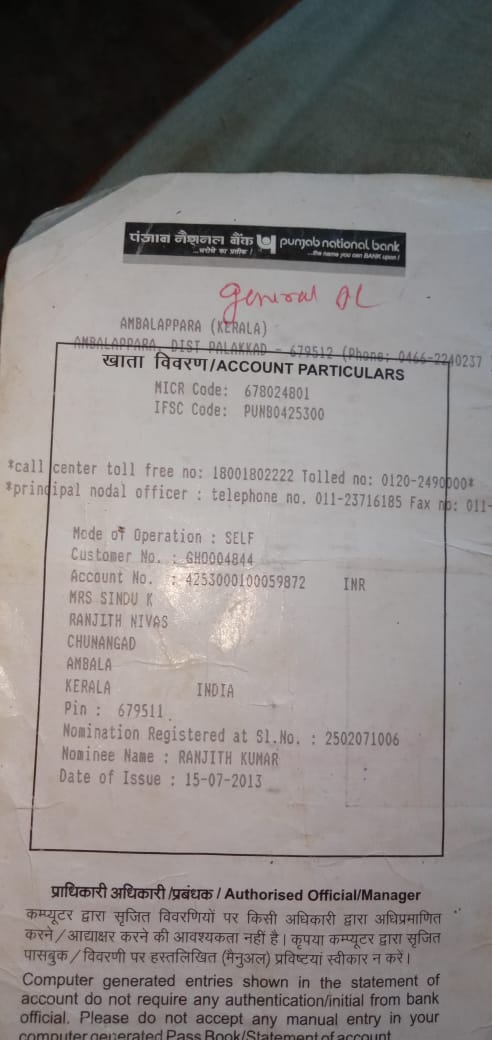 पंजाब नैशनल बैंक punjab national bank
...भरोसे का प्रतीक ! ...the name you can BANK upon !
general
AMBALAPPARA (KERALA)
AMBALAPPARA, DIST PALAKKAD - 679512 (Phone: 0466-2240237
खाता विवरण/ACCOUNT PARTICULARS
MICR Code: 678024801
IFSC Code: PUNB0425300
*call center toll free no: 18001802222 Tolled no: 0120-2490000*
*principal nodal officer : telephone no. 011-23716185 Fax no: 011-
Mode of Operation : SELF
Customer No. : GH0004844
Account No. : 4253000100059872 INR
MRS SINDU K
RANJITH NIVAS
CHUNANGAD
AMBALA
KERALA INDIA
Pin : 679511
Nomination Registered at Sl.No. : 2502071006
Nominee Name : RANJITH KUMAR
Date of Issue : 15-07-2013
प्राधिकारी अधिकारी/प्रबंधक / Authorised Official/Manager
कम्प्यूटर द्वारा सृजित विवरणियों पर किसी अधिकारी द्वारा अधिप्रमाणित
करने/आद्याक्षर करने की आवश्यकता नहीं है। कृपया कम्प्यूटर द्वारा सृजित
पासबुक/विवरणी पर हस्तलिखित (मैनुअल) प्रविष्टियां स्वीकार न करें।
Computer generated entries shown in the statement of
account do not require any authentication/initial from bank
official. Please do not accept any manual entry in your
computer generated Pass Book/Statement of account